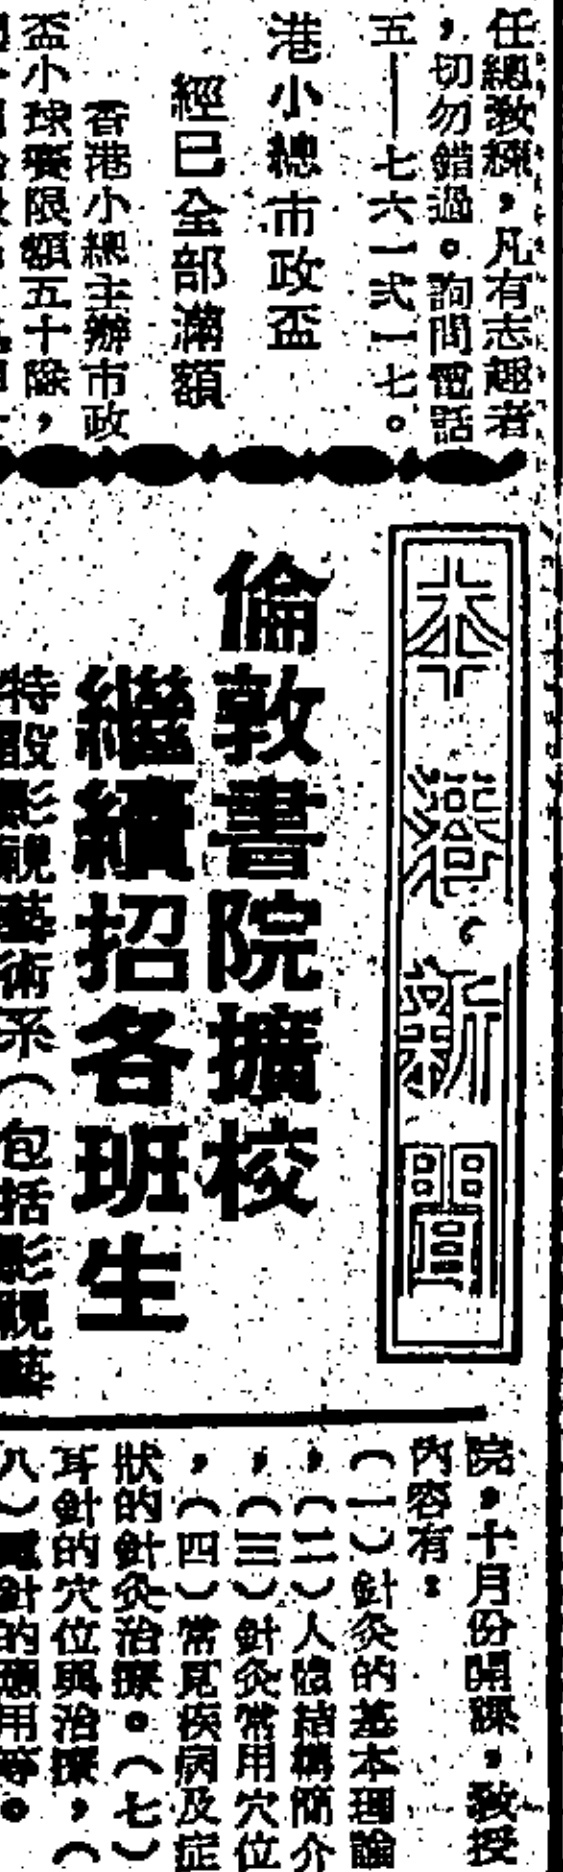 任總教練，凡有志趣者
，切勿錯過。詢問電話
五——七六一弍一七。
港小總市政盃
經已全部滿額
香港小總主辦市政
盃小球賽限額五十隊，
本港新聞
倫敦書院擴校
繼續招各班生
特設影視藝術系（包括影視藝
院，十月份開課，教授
內容有：
（一）針灸的基本理論
，（二）人體結構簡介
，（三）針灸常用穴位
，（四）常見疾病及症
狀的針灸治療。（七）
耳針的穴位與治療，（
八）電針的應用等。